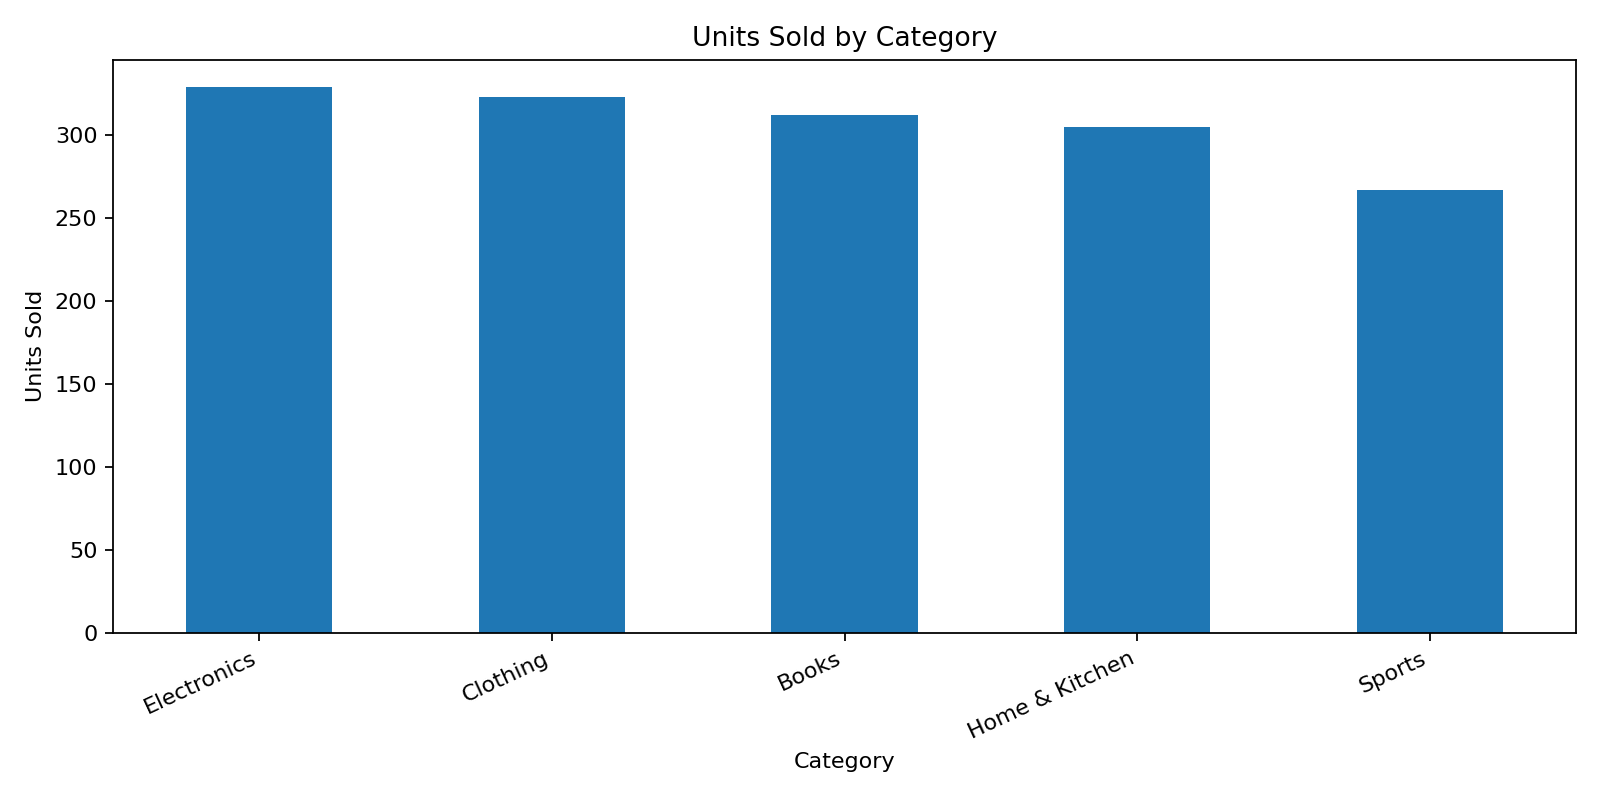 Units Sold by Category
Units Sold
300
250
200
150
100
50
0
Electronics
Clothing
Books
Home & Kitchen
Sports
Category